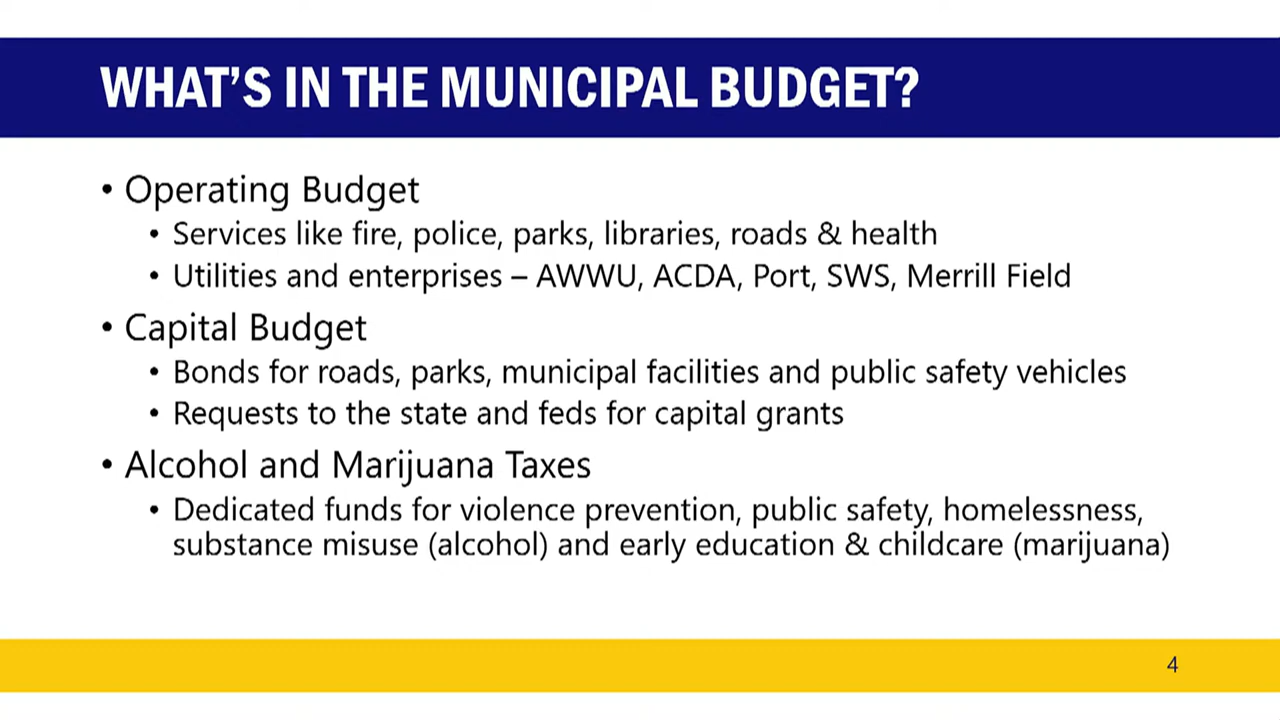 WHAT'S IN THE MUNICIPAL BUDGET?
• Operating Budget
• Services like fire, police, parks, libraries, roads & health
• Utilities and enterprises – AWWU, ACDA, Port, SWS, Merrill Field
• Capital Budget
• Bonds for roads, parks, municipal facilities and public safety vehicles
• Requests to the state and feds for capital grants
• Alcohol and Marijuana Taxes
• Dedicated funds for violence prevention, public safety, homelessness,
substance misuse (alcohol) and early education & childcare (marijuana)
4